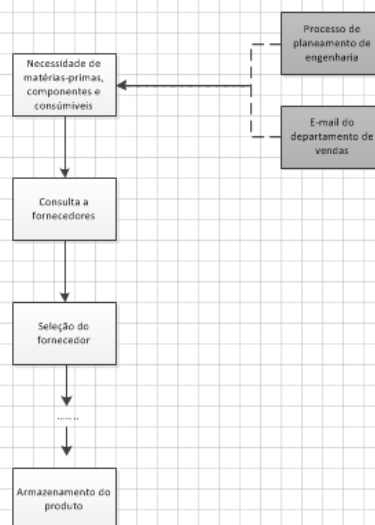 Processo de
planeamento de
engenharia
Necessidade de
matérias-primas,
componentes e
consúmiveis
E-mail do
departamento de
vendas
Consulta a
fornecedores
Seleção do
fornecedor
.......
Armazenamento do
produto